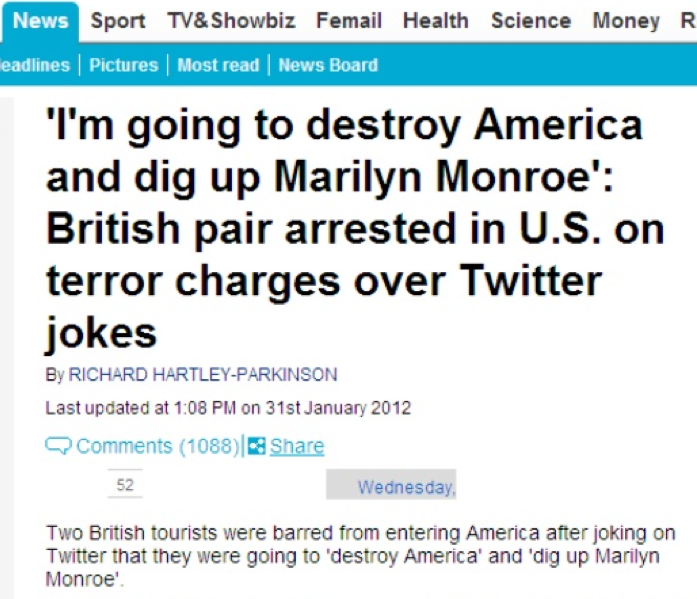 News Sport TV&Showbiz Femail Health Science Money R
eadlines Pictures Most read News Board
'I'm going to destroy America
and dig up Marilyn Monroe':
British pair arrested in U.S. on
terror charges over Twitter
jokes
By RICHARD HARTLEY-PARKINSON
Last updated at 1:08 PM on 31st January 2012
Comments (1088) Share
52 Wednesday,
Two British tourists were barred from entering America after joking on
Twitter that they were going to 'destroy America' and 'dig up Marilyn
Monroe'.